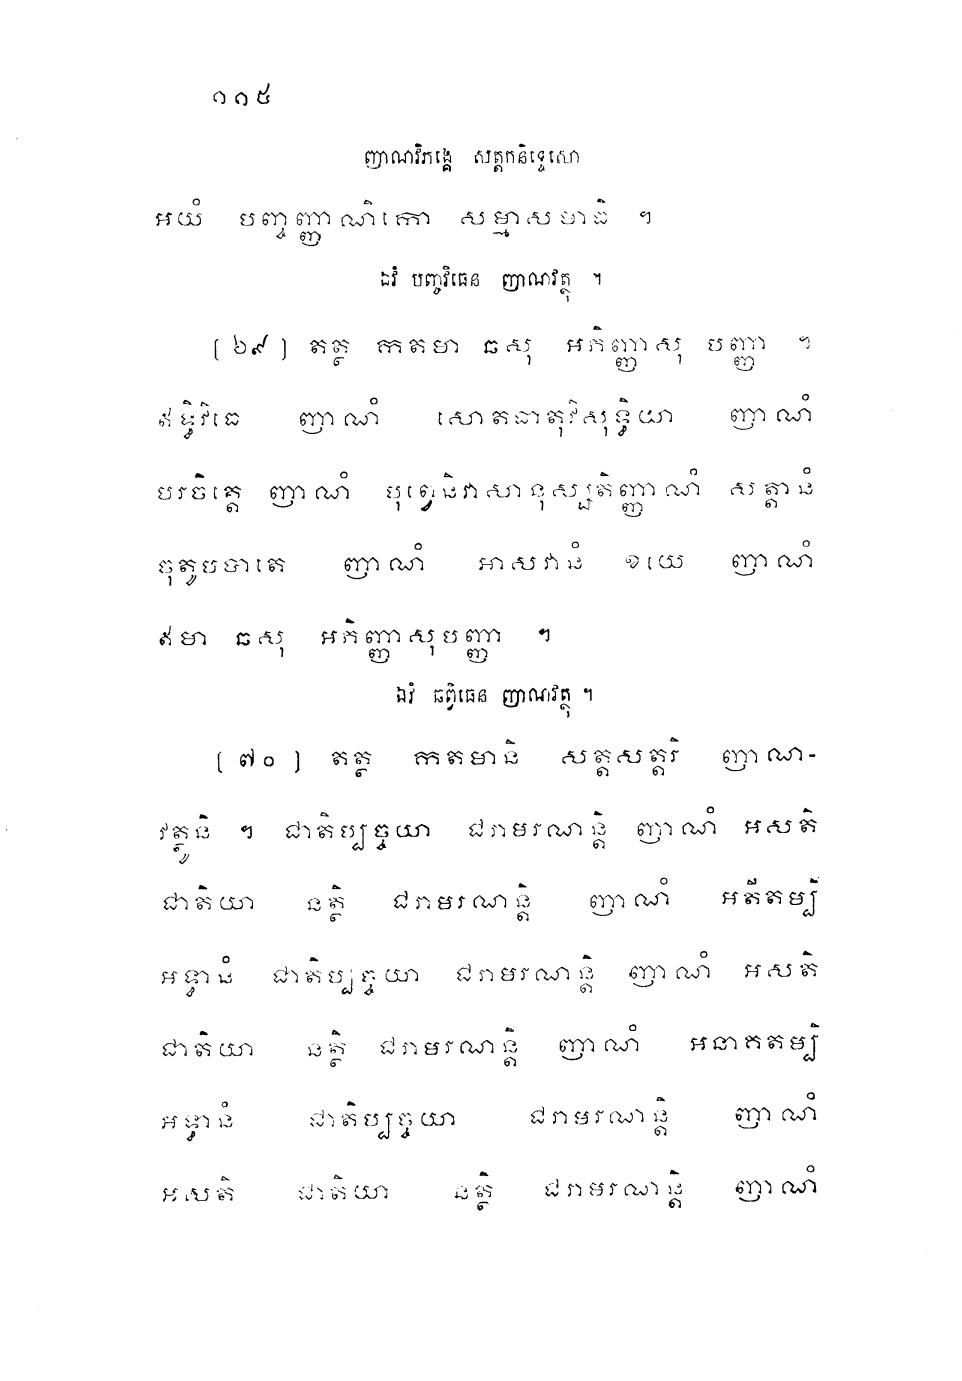 ១១៥
ញាណវិភង្គេ សត្តកនិទ្ទេសោ
អយំ បញ្ចញ្ញាណិកោ សម្មាសមាធិ ។
ឯវំ បញ្ចវិធេន ញាណវត្ថុ ។
(៦៩) តត្ថ កតមា ឆសុ អភិញ្ញាសុ បញ្ញា ។
ឥទ្ធិវិធេ ញាណំ សោតធាតុវិសុទ្ធិយា ញាណំ
បរចិត្តេ ញាណំ បុព្វេនិវាសានុស្សតិញ្ញាណំ សត្តានំ
ចុតូបបាតេ ញាណំ អាសវានំ ខយេ ញាណំ
ឥមា ឆសុ អភិញ្ញាសុបញ្ញា ។
ឯវំ ឆព្វិធេន ញាណវត្ថុ ។
(៧០) តត្ថ កតមានិ សត្តសត្តរិ ញាណ-
វត្ថូនិ ។ ជាតិប្បច្ចយា ជរាមរណន្តិ ញាណំ អសតិ
ជាតិយា នត្ថិ ជរាមរណន្តិ ញាណំ អតីតម្បិ
អទ្ធានំ ជាតិប្បច្ចយា ជរាមរណន្តិ ញាណំ អសតិ
ជាតិយា នត្ថិ ជរាមរណន្តិ ញាណំ អនាគតម្បិ
អទ្ធានំ ជាតិប្បច្ចយា ជរាមរណន្តិ ញាណំ
អសតិ ជាតិយា នត្ថិ ជរាមរណន្តិ ញាណំ